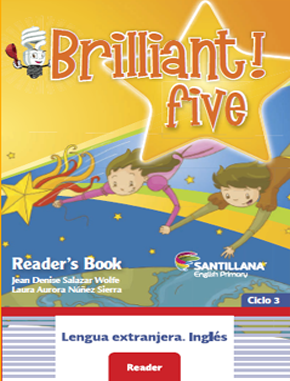 Brilliant!
five
Reader's Book
Jean Denise Salazar Wolfe
Laura Aurora Núñez Sierra
SANTILLANA
English Primary
Ciclo 3
Lengua extranjera. Inglés
Reader